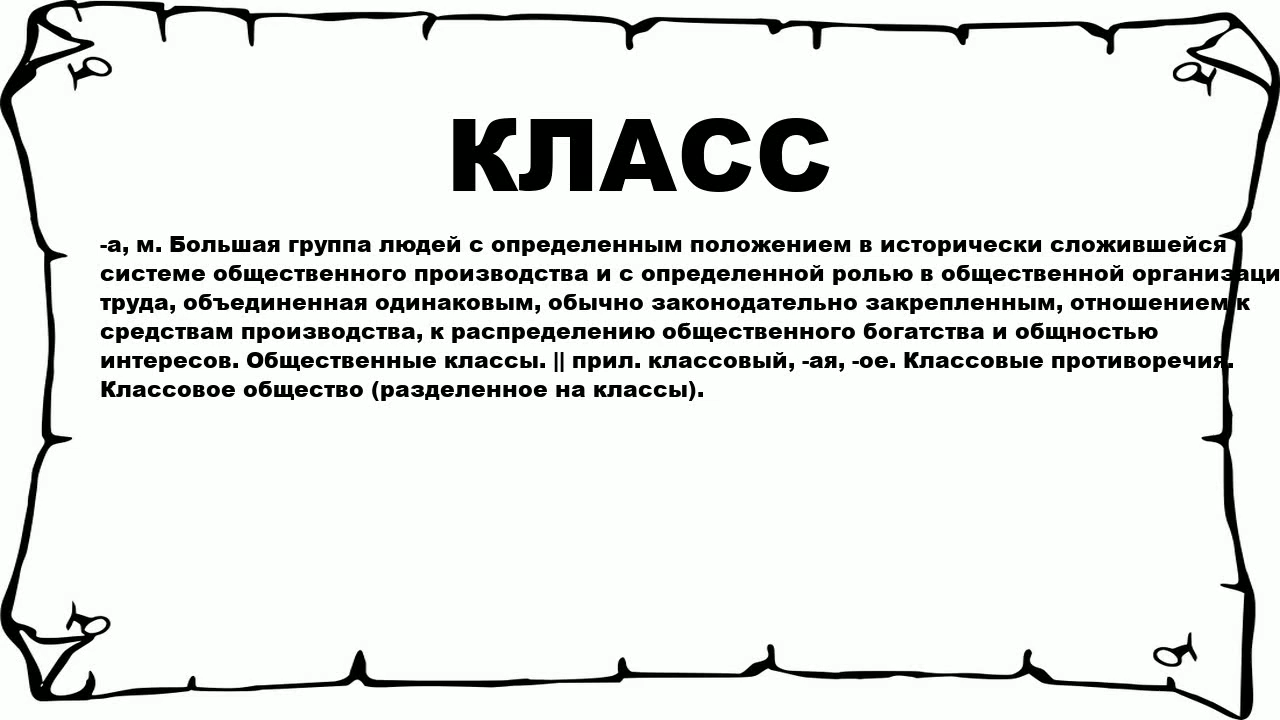 КЛАСС
-а, м. Большая группа людей с определенным положением в исторически сложившейся
системе общественного производства и с определенной ролью в общественной организаци
труда, объединенная одинаковым, обычно законодательно закрепленным, отношением к
средствам производства, к распределению общественного богатства и общностью
интересов. Общественные классы. || прил. классовый, -ая, -ое. Классовые противоречия.
Классовое общество (разделенное на классы).